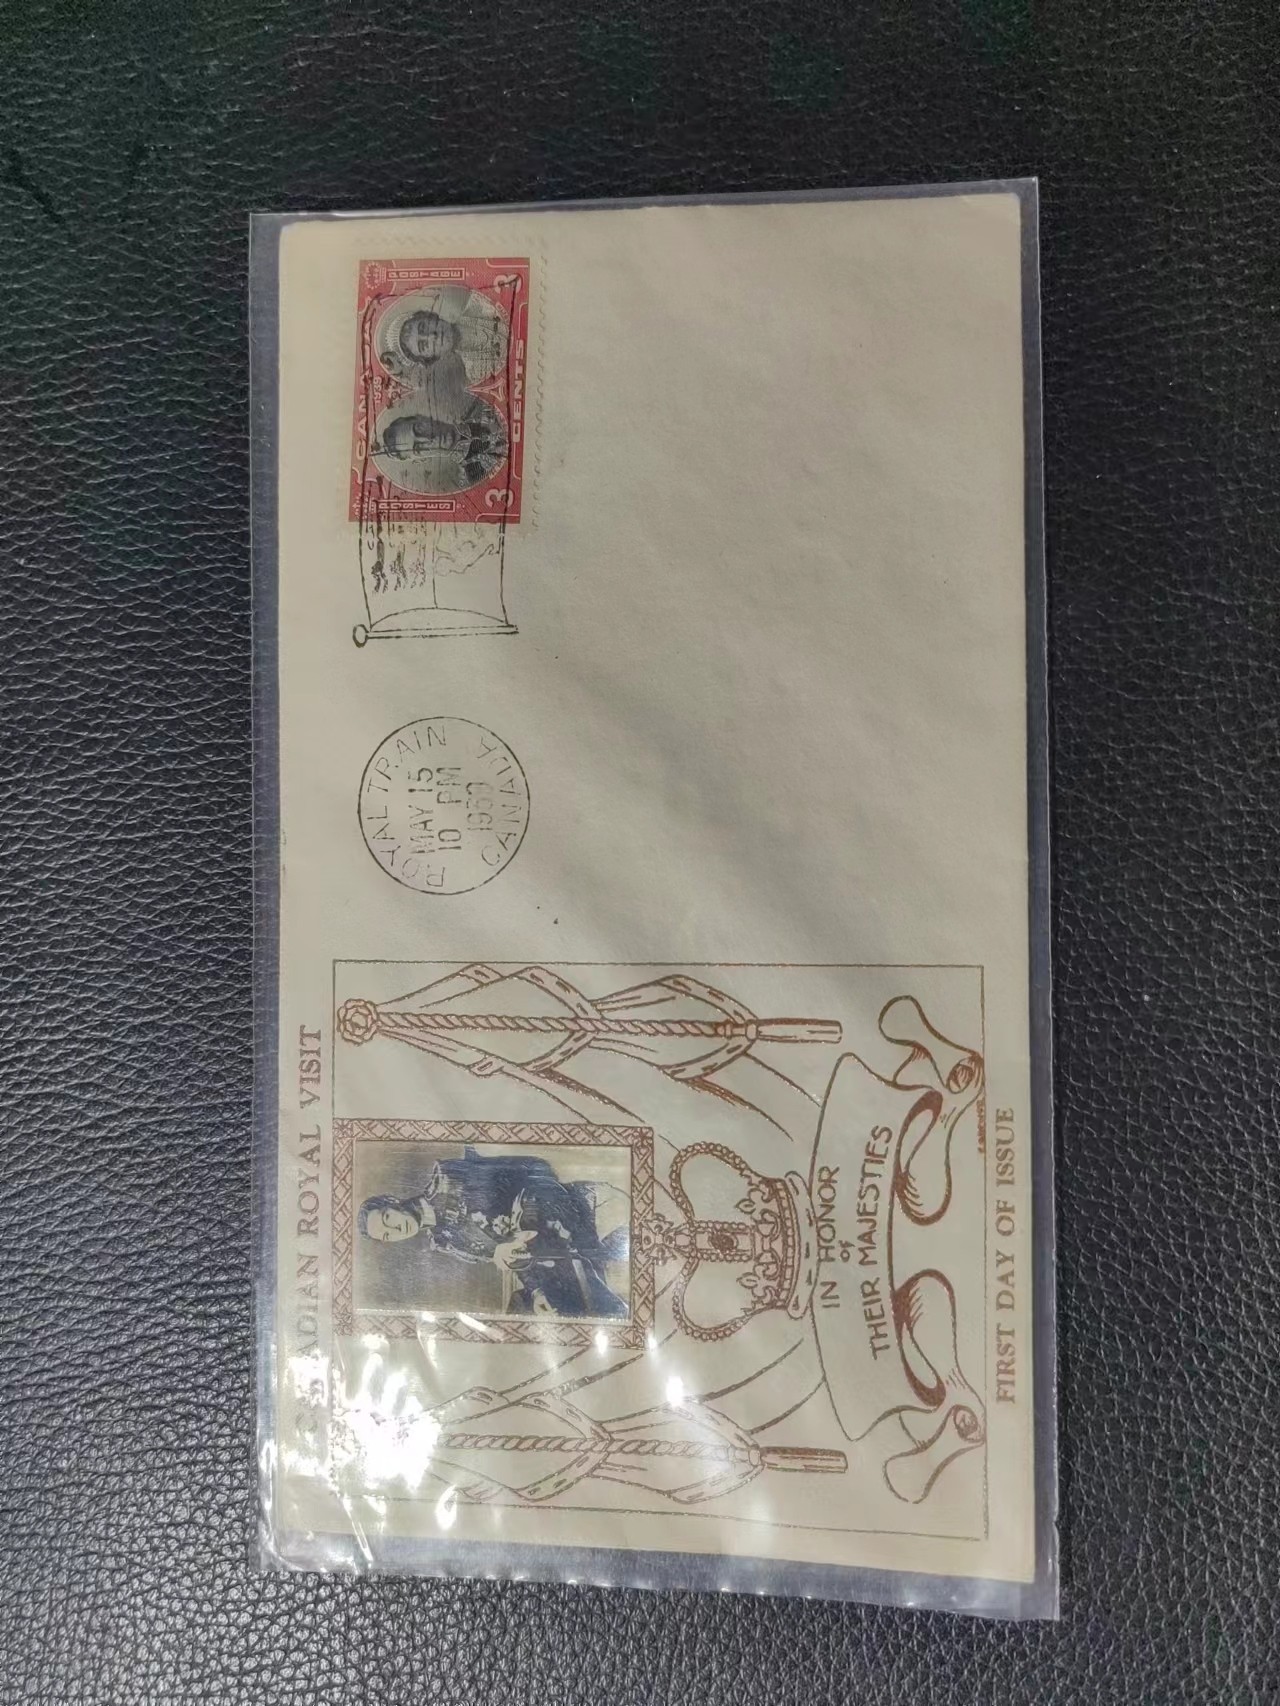 CANADIAN ROYAL VISIT
IN HONOR
OF
THEIR MAJESTIES
FIRST DAY OF ISSUE
ROYAL TRAIN
MAY 15
10 PM
1939
CANADA
POSTES POSTAGE
CANADA
1939
3 CENTS 3